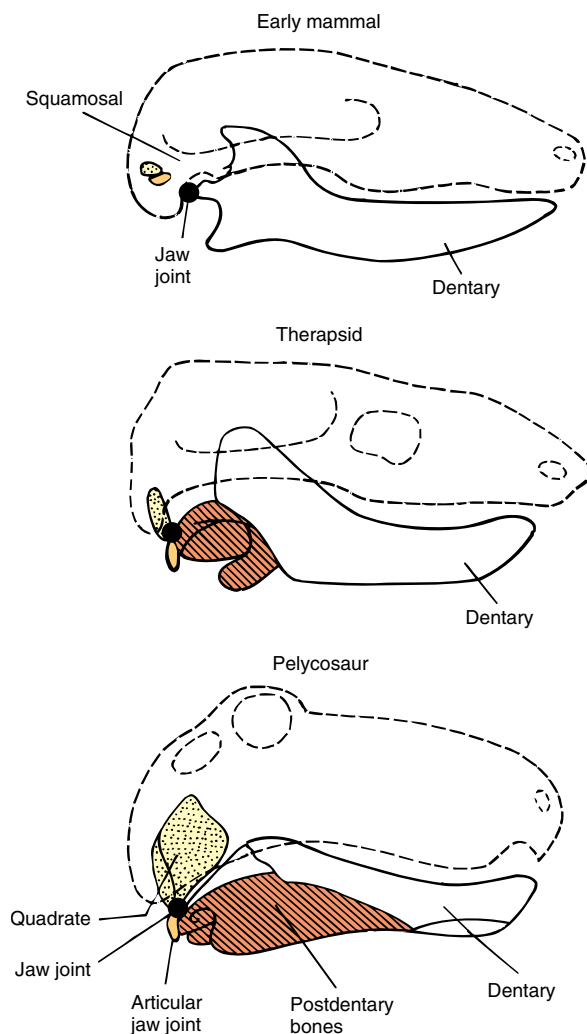 Early mammal
Squamosal
Jaw
joint
Dentary
Therapsid
Dentary
Pelycosaur
Quadrate
Jaw joint
Articular
jaw joint
Postdentary
bones
Dentary